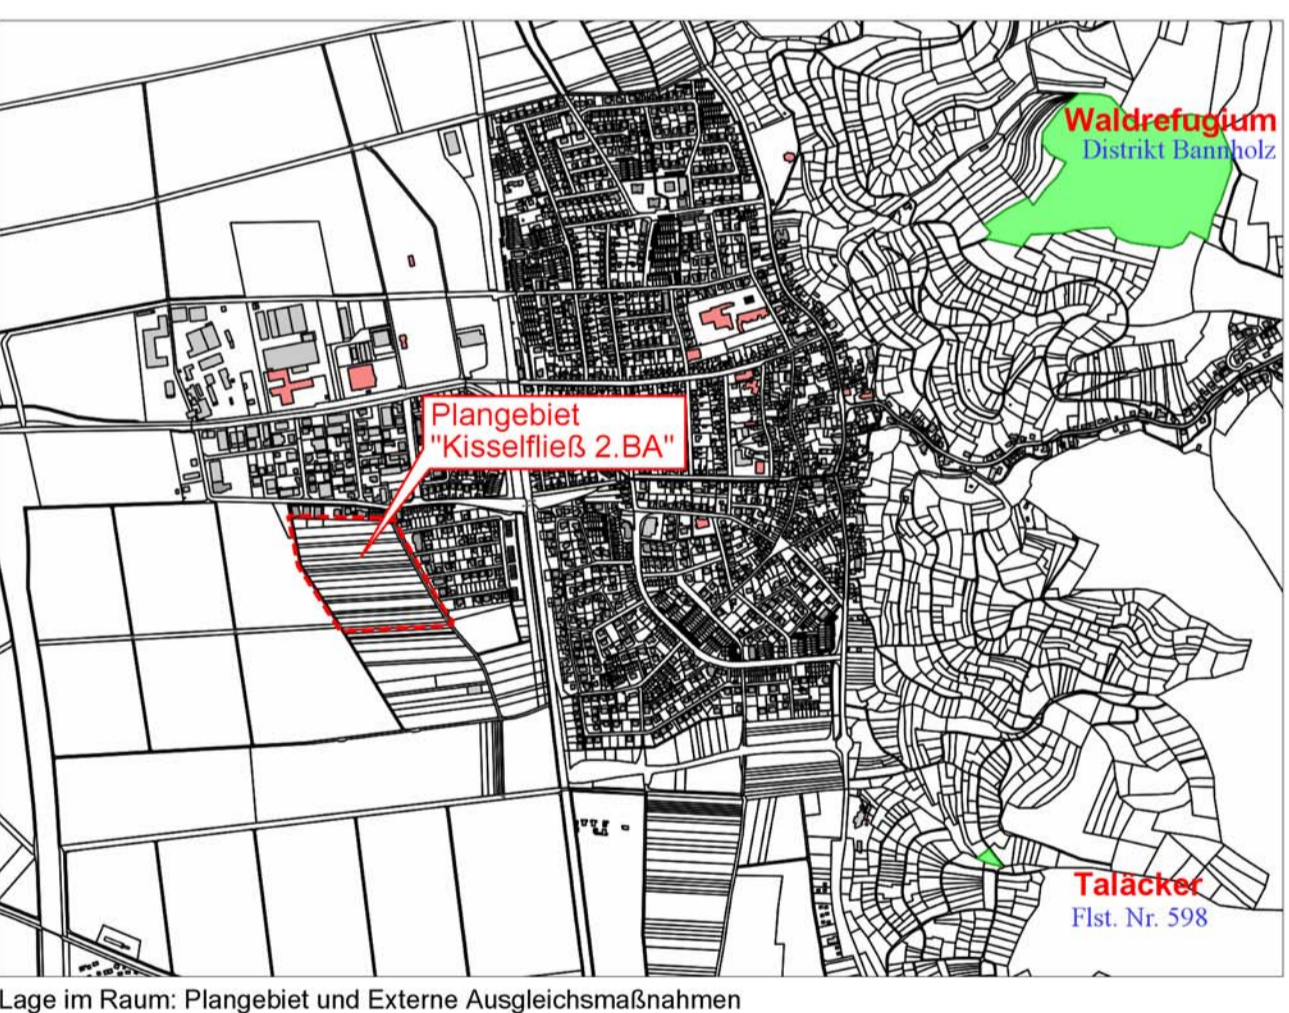 Waldrefugium
Distrikt Bannholz
Plangebiet
"Kisselfließ 2.BA"
Taläcker
Flst. Nr. 598
Lage im Raum: Plangebiet und Externe Ausgleichsmaßnahmen